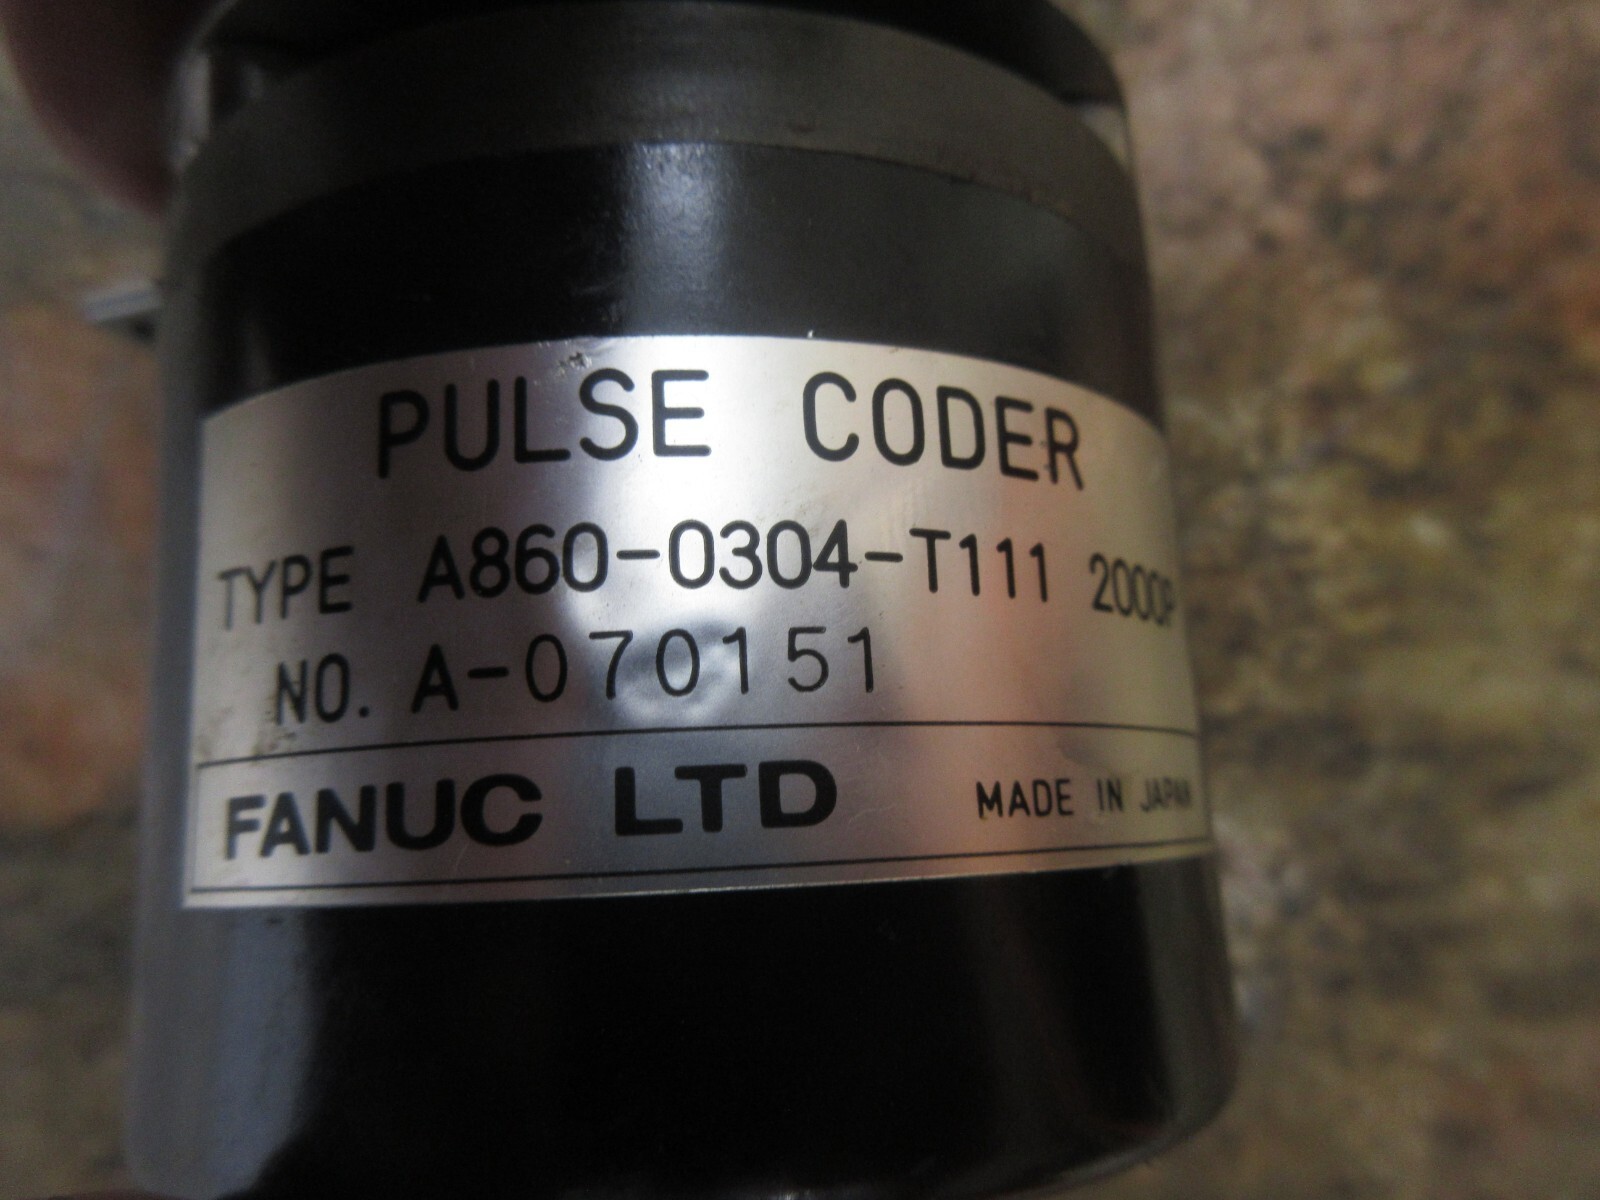 PULSE CODER
TYPE A860-0304-T111 2000P
NO. A-070151
FANUC LTD MADE IN JAPAN